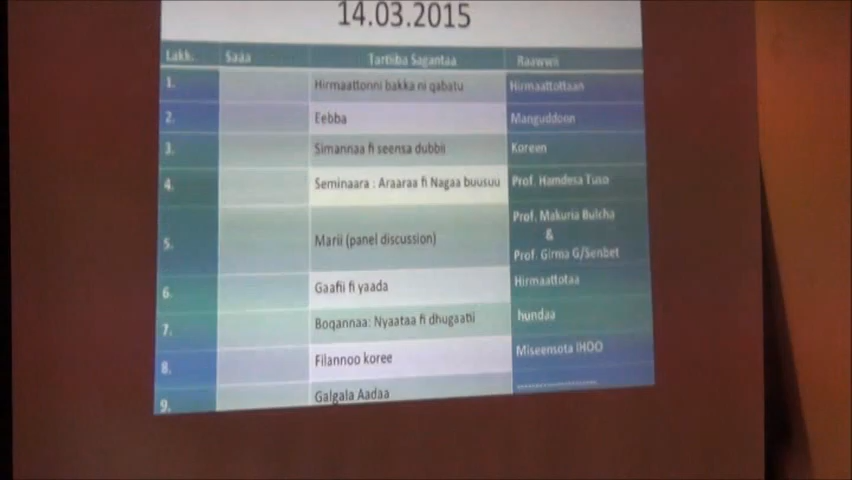 14.03.2015
Lakk. Saaa Tartiiba Sagantaa Raawwii
1. Hirmaattonni bakka ni qabatu Hirmaattottaan
2. Eebba Manguddoon
3. Simannaa fi seensa dubbii Koreen
4. Seminaara : Araaraa fi Nagaa buusuu Prof. Hamdesa Tuso
5. Marii (panel discussion) Prof. Makuria Bulcha
&
Prof. Girma G/Senbet
6. Gaafii fi yaada Hirmaattotaa
7. Boqannaa: Nyaataa fi dhugaatii hundaa
8. Filannoo koree Miseensota IHOO
9. Galgala Aadaa